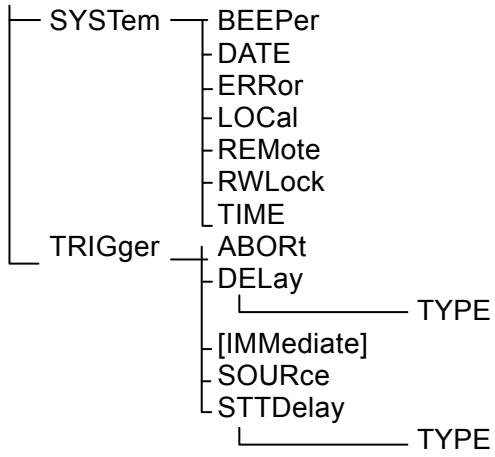 SYSTem BEEPer
DATE
ERRor
LOCal
REMote
RWLock
TIME
TRIGger ABORt
DELay
TYPE
[IMMediate]
SOURce
STTDelay
TYPE